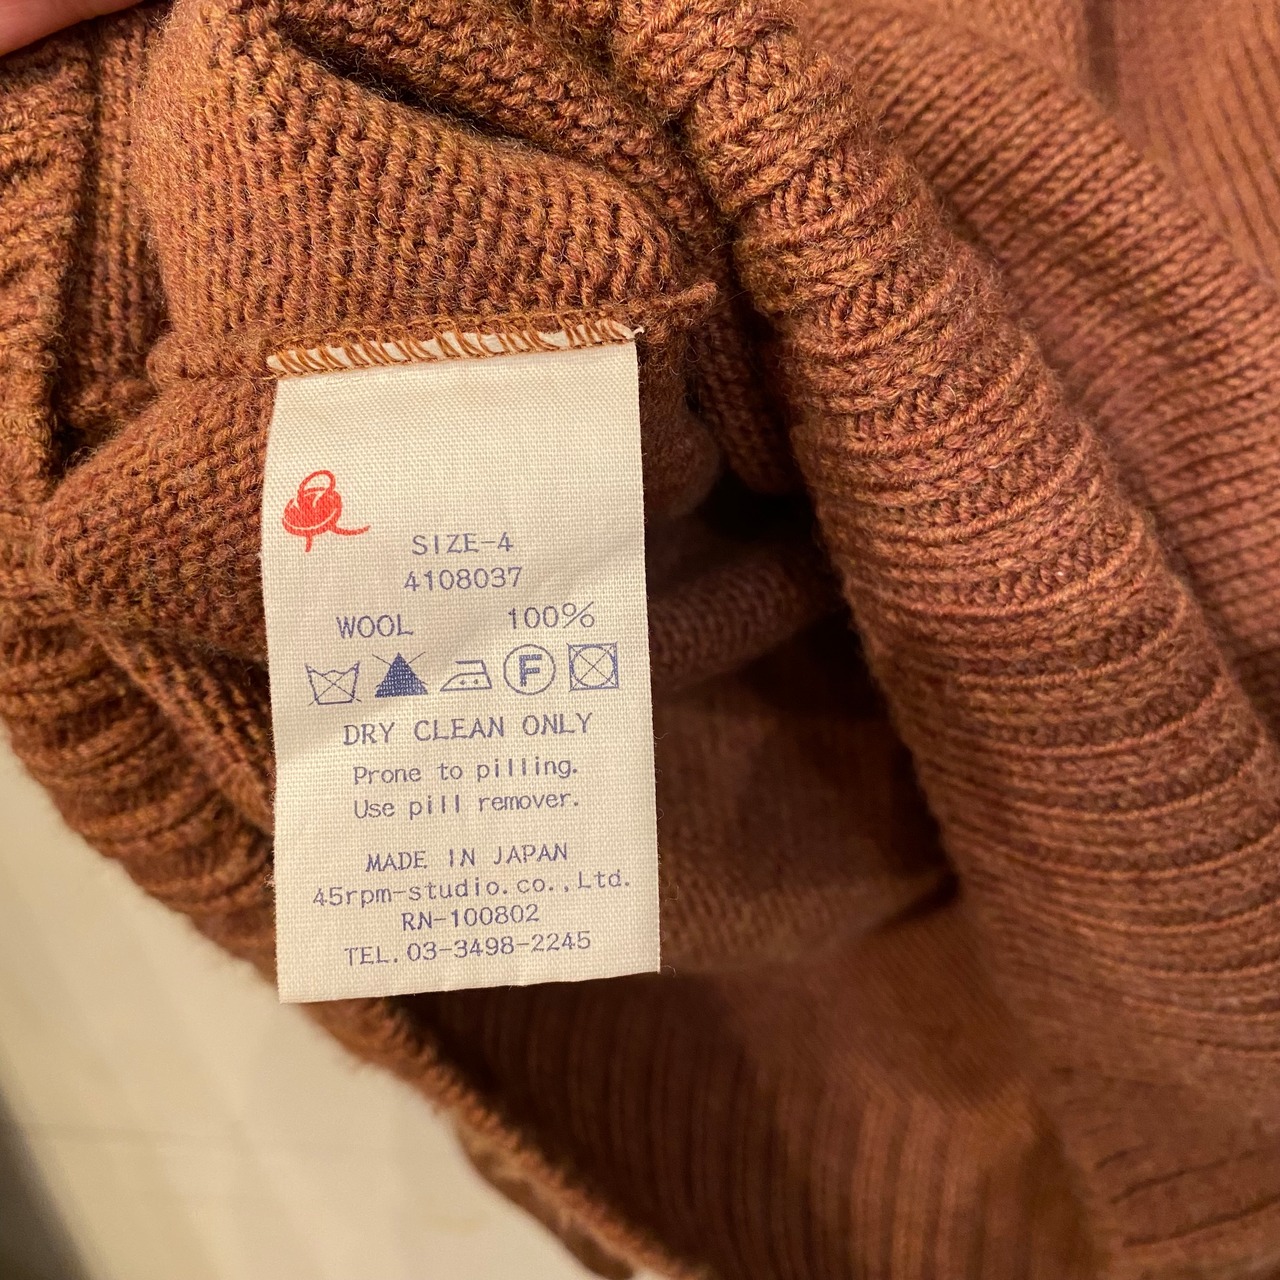 SIZE-4
4108037
WOOL 100%
F
DRY CLEAN ONLY
Prone to pilling.
Use pill remover.
MADE IN JAPAN
45rpm-studio.co.,Ltd.
RN-100802
TEL.03-3498-2245